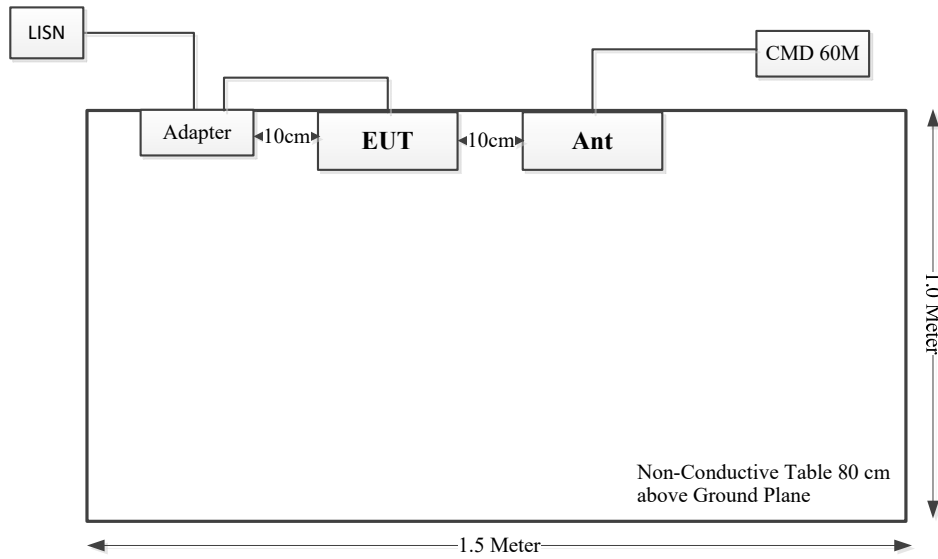 LISN
CMD 60M
Adapter
10cm
EUT
10cm
Ant
1.0 Meter
Non-Conductive Table 80 cm
above Ground Plane
1.5 Meter